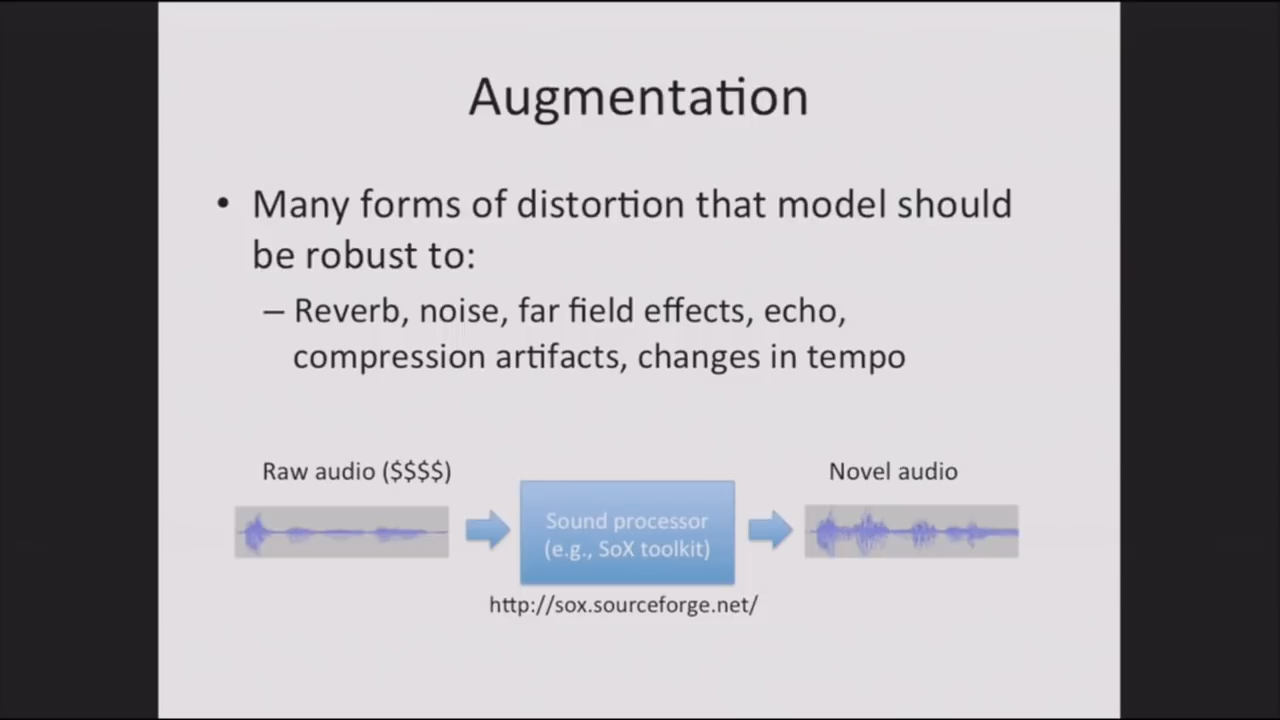 Augmentation
• Many forms of distortion that model should
be robust to:
– Reverb, noise, far field effects, echo,
compression artifacts, changes in tempo
Raw audio ($$$$)
Novel audio
Sound processor
(e.g., SoX toolkit)
http://sox.sourceforge.net/